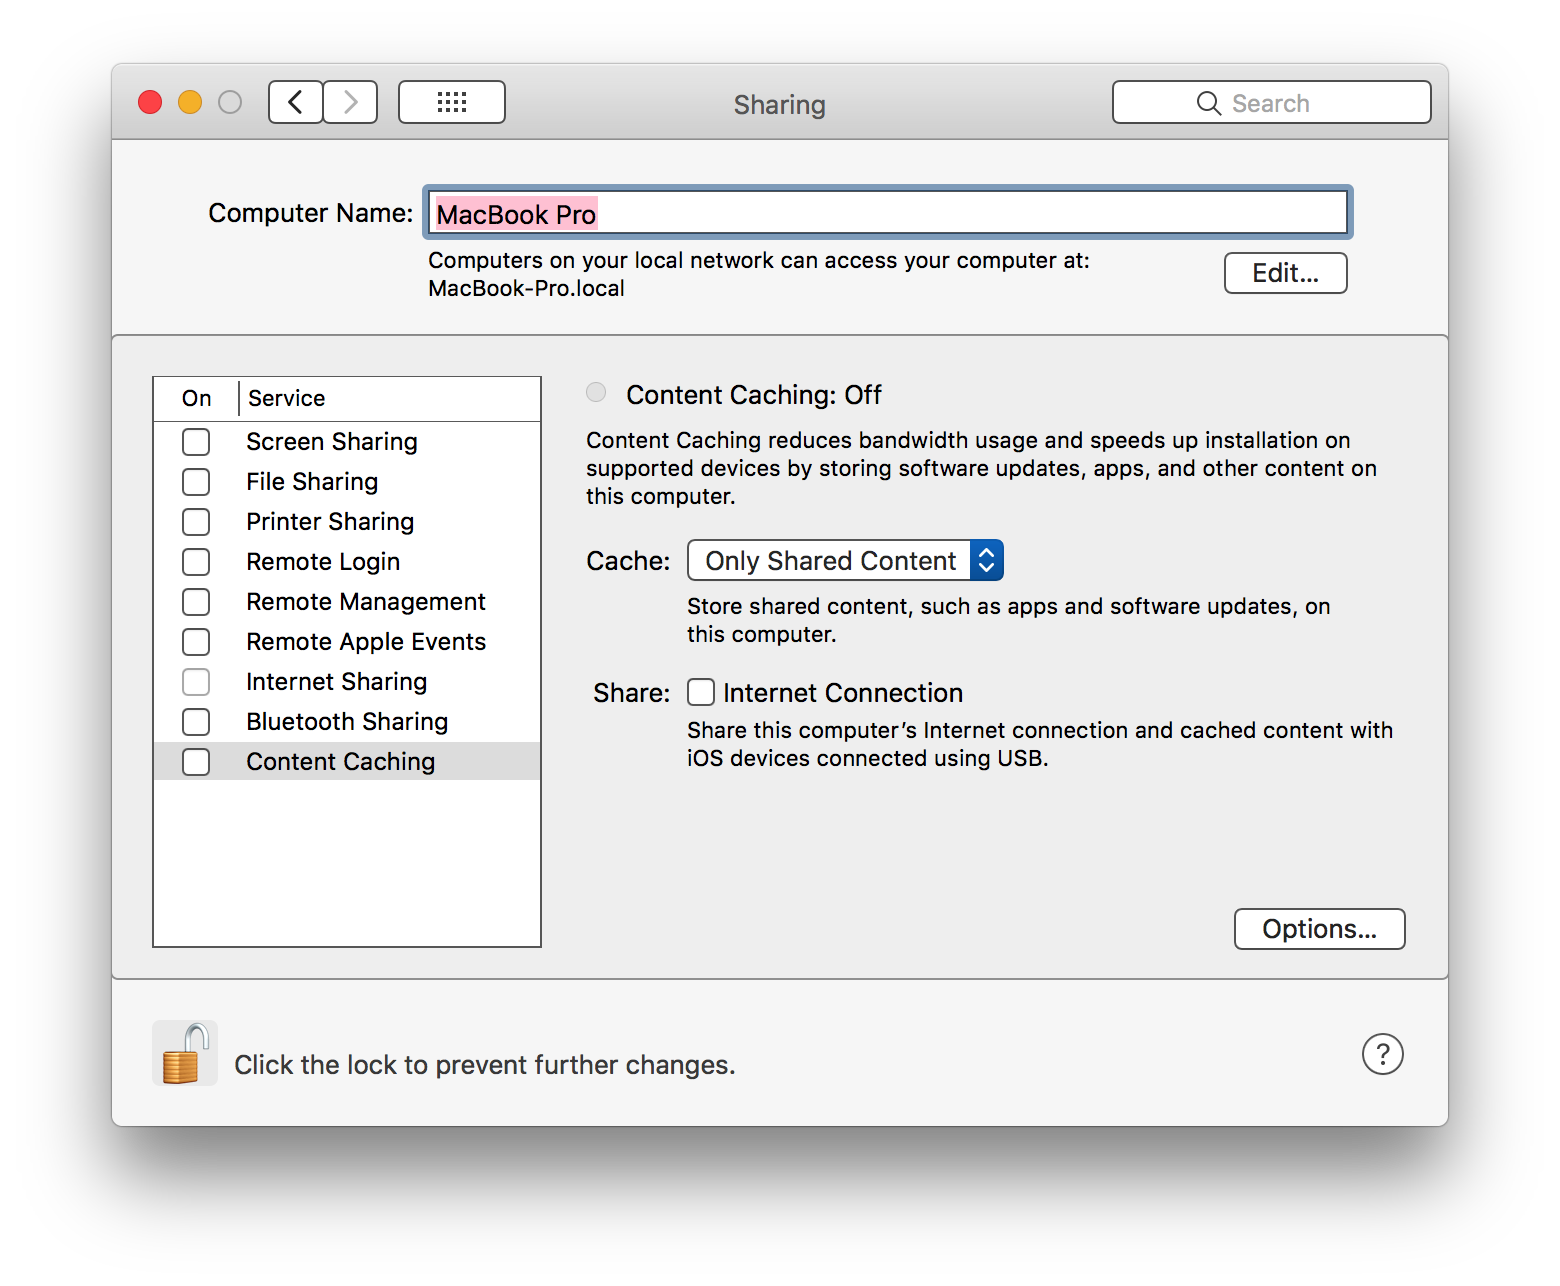 Sharing
Search
Computer Name: MacBook Pro
Computers on your local network can access your computer at:
MacBook-Pro.local
Edit...
On Service
Screen Sharing
File Sharing
Printer Sharing
Remote Login
Remote Management
Remote Apple Events
Internet Sharing
Bluetooth Sharing
Content Caching
Content Caching: Off
Content Caching reduces bandwidth usage and speeds up installation on
supported devices by storing software updates, apps, and other content on
this computer.
Cache: Only Shared Content
Store shared content, such as apps and software updates, on
this computer.
Share: Internet Connection
Share this computer’s Internet connection and cached content with
iOS devices connected using USB.
Options...
Click the lock to prevent further changes.
?